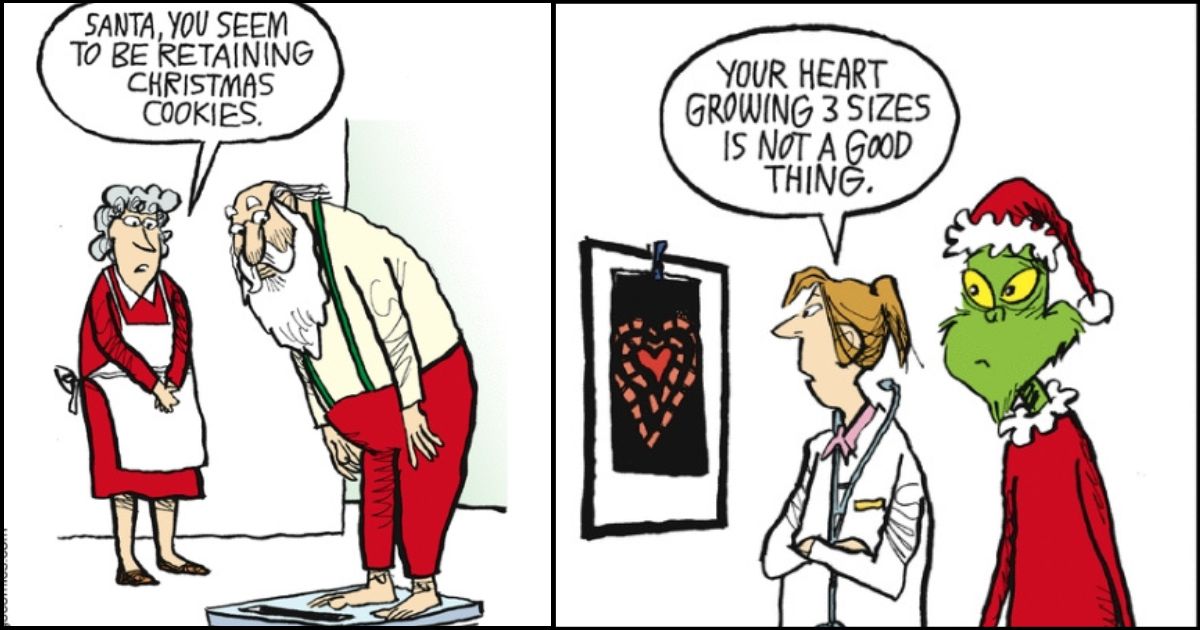 SANTA, YOU SEEM
TO BE RETAINING
CHRISTMAS
COOKIES.
YOUR HEART
GROWING 3 SIZES
IS NOT A GOOD
THING.